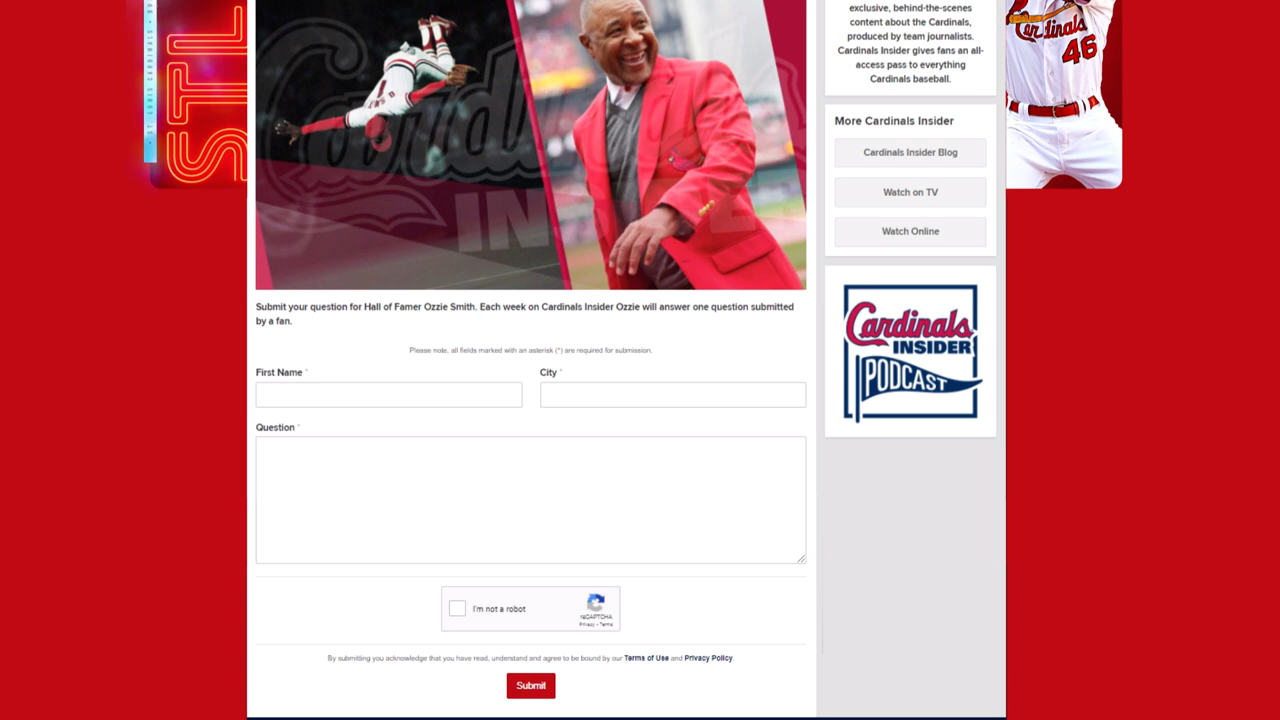 STL
Cardi
IN
exclusive, behind-the-scenes
content about the Cardinals,
produced by team journalists.
Cardinals Insider gives fans an all-
access pass to everything
Cardinals baseball.
Cardinals
46
More Cardinals Insider
Cardinals Insider Blog
Watch on TV
Watch Online
Cardinals
INSIDER
PODCAST
Submit your question for Hall of Famer Ozzie Smith. Each week on Cardinals Insider Ozzie will answer one question submitted
by a fan.
Please note, all fields marked with an asterisk (*) are required for submission.
First Name *
City *
Question *
I'm not a robot
reCAPTCHA
Privacy - Terms
By submitting you acknowledge that you have read, understand and agree to be bound by our Terms of Use and Privacy Policy.
Submit